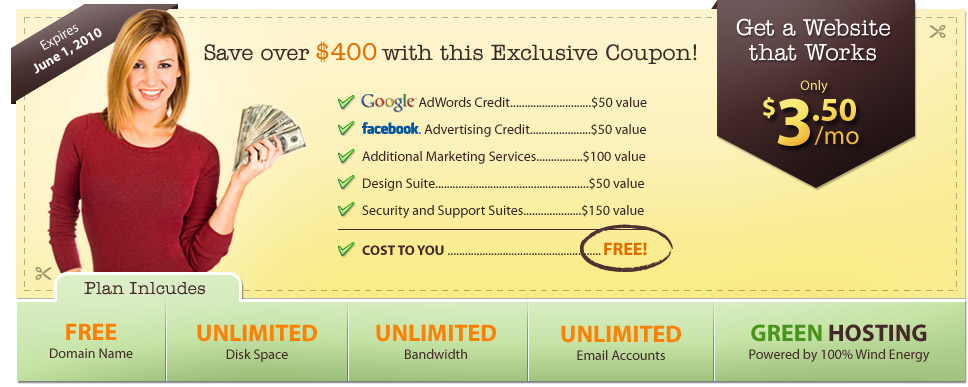 Expires
June 1, 2010
Save over $400 with this Exclusive Coupon!
Google AdWords Credit............................$50 value
facebook. Advertising Credit.....................$50 value
Additional Marketing Services................$100 value
Design Suite.....................................................$50 value
Security and Support Suites....................$150 value
COST TO YOU .................................................... FREE!
Get a Website
that Works
Only
$3.50
/mo
Plan Inlcudes
FREE
Domain Name
UNLIMITED
Disk Space
UNLIMITED
Bandwidth
UNLIMITED
Email Accounts
GREEN HOSTING
Powered by 100% Wind Energy